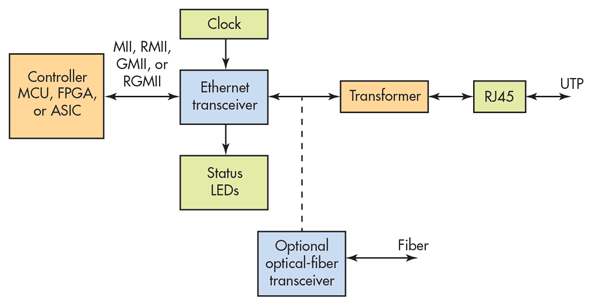 Clock
MII, RMII,
GMII, or
RGMII
Controller
MCU, FPGA,
or ASIC
Ethernet
transceiver
Transformer
RJ45
UTP
Status
LEDs
Optional
optical-fiber
transceiver
Fiber